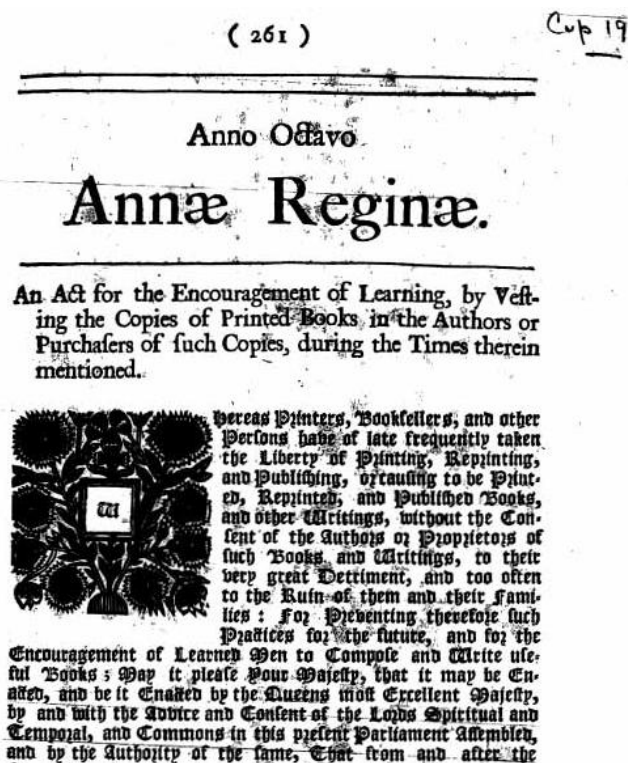 ( 261 )
Cup 19
Anno Octavo
Annæ Reginæ.
An Act for the Encouragement of Learning, by Veſt-
ing the Copies of Printed Books in the Authors or
Purchaſers of ſuch Copies, during the Times therein
mentioned.
Whereas Printers, Bookſellers, and other
Perſons have of late frequently taken
the Liberty of Printing, Reprinting,
and Publiſhing, or cauſing to be Print-
ed, Reprinted, and Publiſhed Books,
and other Writings, without the Con-
ſent of the Authors or Proprietors of
ſuch Books and Writings, to their
very great Detriment, and too often
to the Ruin of them and their Fami-
lies : For Preventing therefore ſuch
Practices for the future, and for the
Encouragement of Learned Men to Compoſe and Write uſe-
ful Books ; May it pleaſe Your Majeſty, that it may be En-
acted, and be it Enacted by the Queens moſt Excellent Majeſty,
by and with the Advice and Conſent of the Lords Spiritual and
Temporal, and Commons in this preſent Parliament Aſſembled,
and by the Authority of the ſame, That from and after the